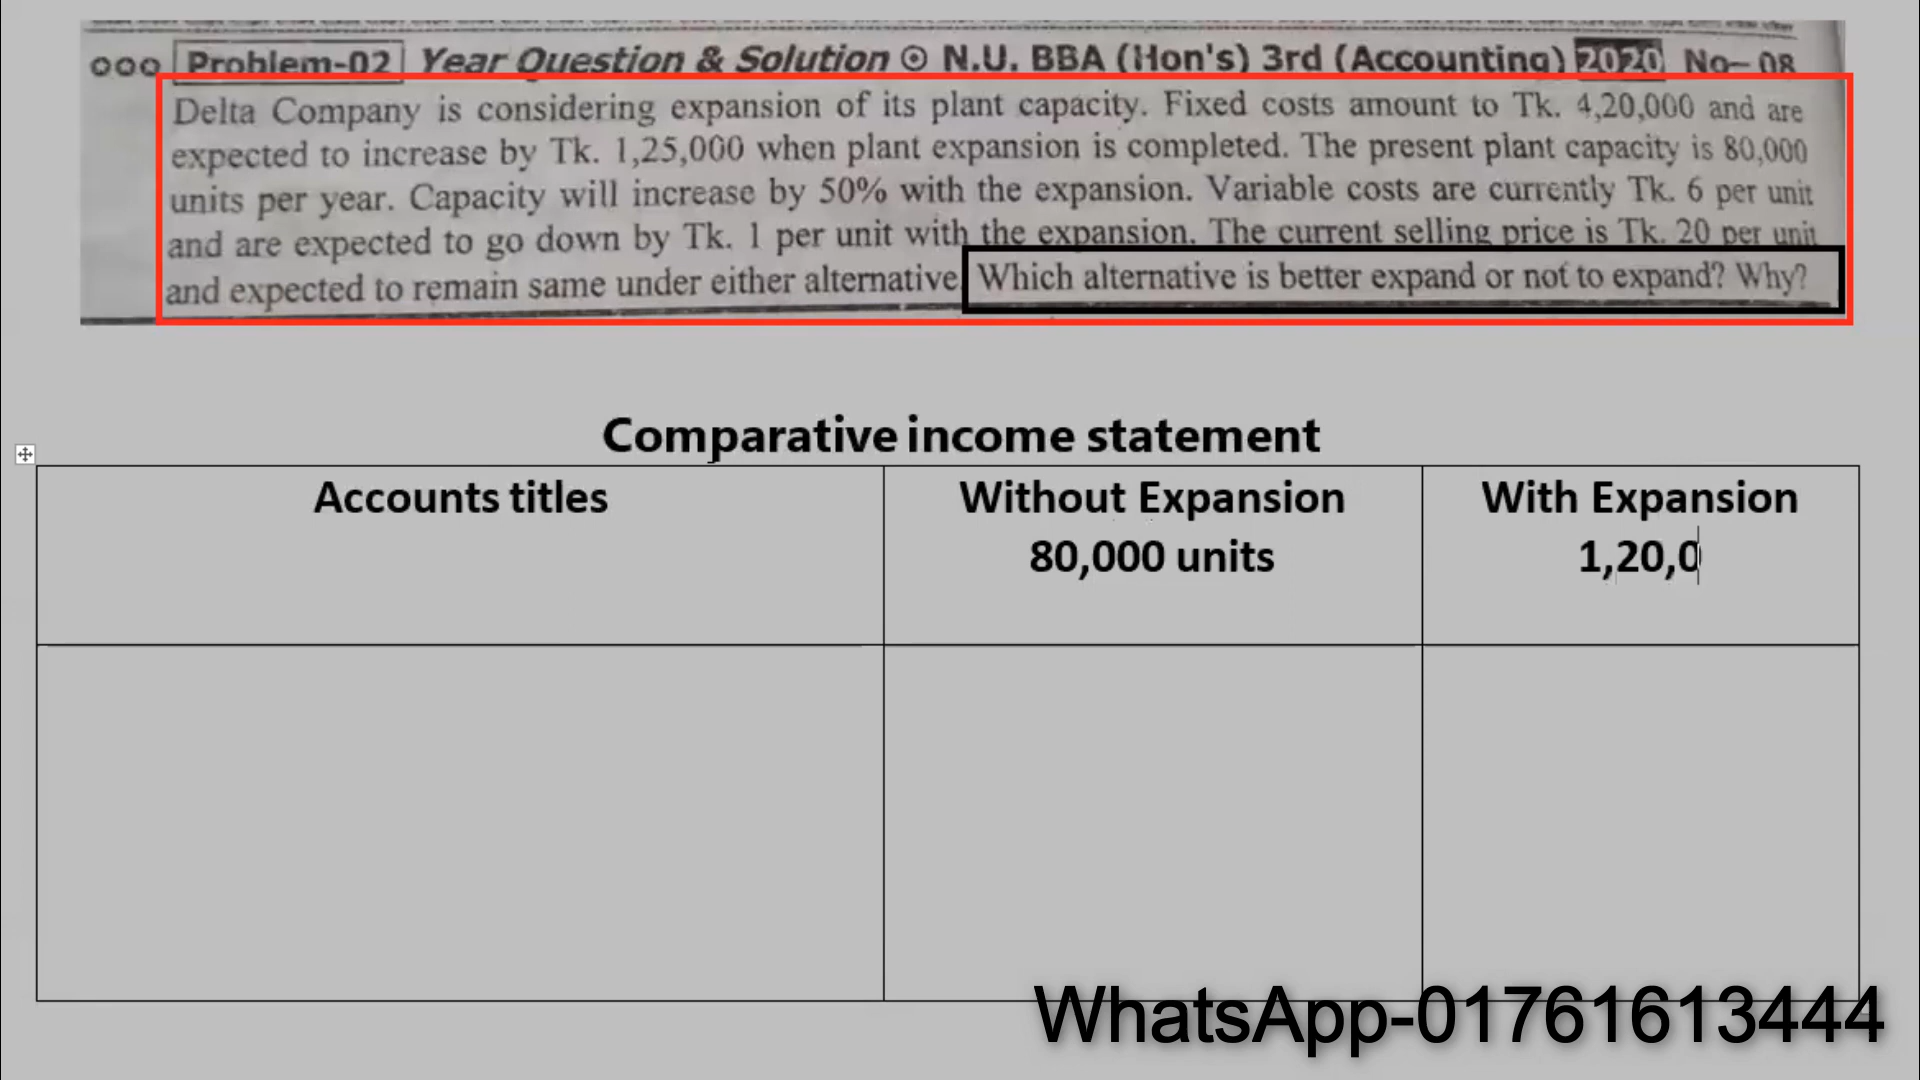 ooo Problem-02 Year Question & Solution ⊙ N.U. BBA (Hon's) 3rd (Accounting) 2020 No–08
Delta Company is considering expansion of its plant capacity. Fixed costs amount to Tk. 4,20,000 and are
expected to increase by Tk. 1,25,000 when plant expansion is completed. The present plant capacity is 80,000
units per year. Capacity will increase by 50% with the expansion. Variable costs are currently Tk. 6 per unit
and are expected to go down by Tk. 1 per unit with the expansion. The current selling price is Tk. 20 per unit
and expected to remain same under either alternative Which alternative is better expand or not to expand? Why?
Comparative income statement
Accounts titles Without Expansion With Expansion
80,000 units 1,20,0
WhatsApp-01761613444